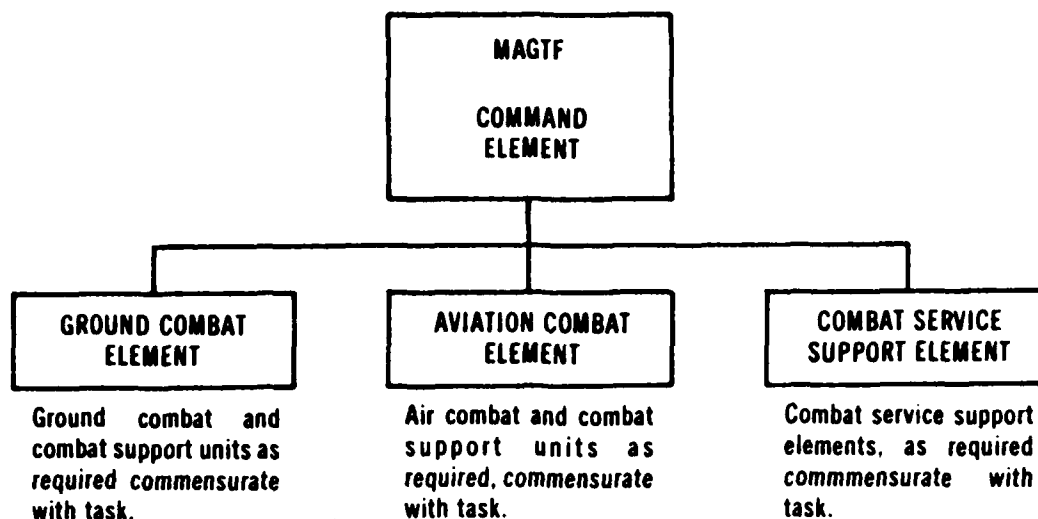 MAGTF
COMMAND
ELEMENT
GROUND COMBAT
ELEMENT
AVIATION COMBAT
ELEMENT
COMBAT SERVICE
SUPPORT ELEMENT
Ground combat and
combat support units as
required commensurate
with task.
Air combat and combat
support units as
required, commensurate
with task.
Combat service support
elements, as required
commmensurate with
task.